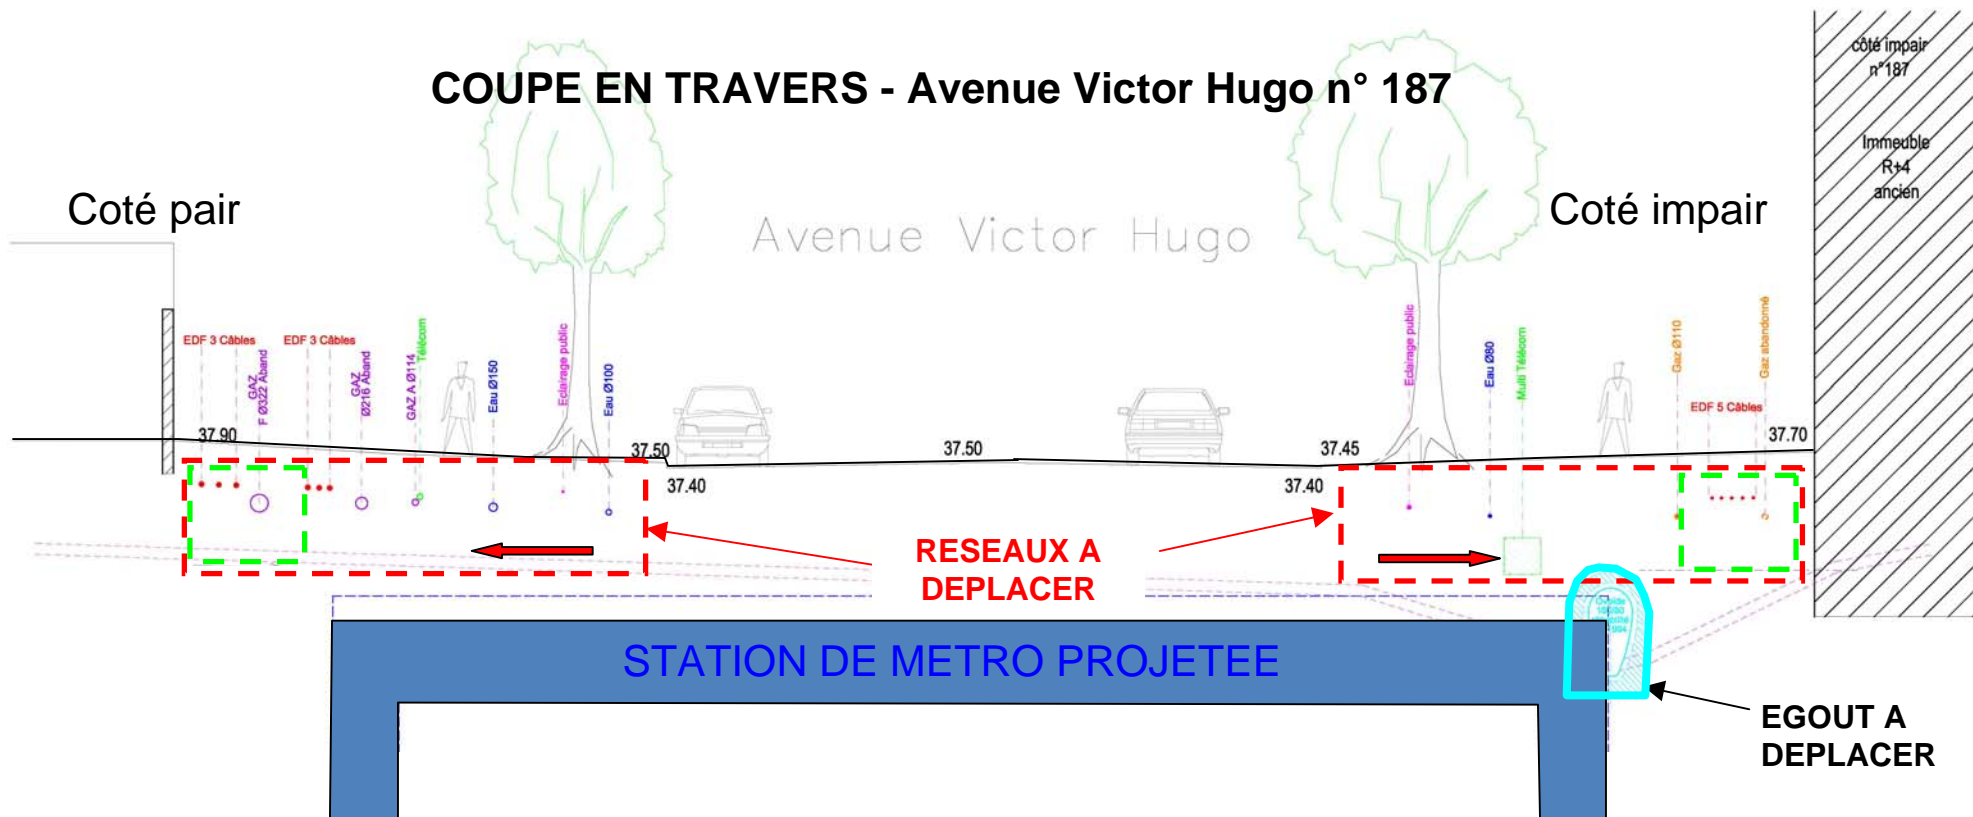 COUPE EN TRAVERS - Avenue Victor Hugo n° 187
côté impair
n°187
Immeuble
R+4
ancien
Coté pair
Coté impair
Avenue Victor Hugo
EDF 3 Câbles
GAZ
F Ø322 Aband
EDF 3 Câbles
GAZ
Ø216 Aband
GAZ A Ø114
Télécom
Eau Ø150
Eclairage public
Eau Ø100
Eclairage public
Eau Ø80
Multi Télécom
Gaz Ø110
EDF 5 Câbles
Gaz abandonné
37.90
37.50
37.40
37.50
37.45
37.40
37.70
RESEAUX A
DEPLACER
STATION DE METRO PROJETEE
EGOUT A
DEPLACER